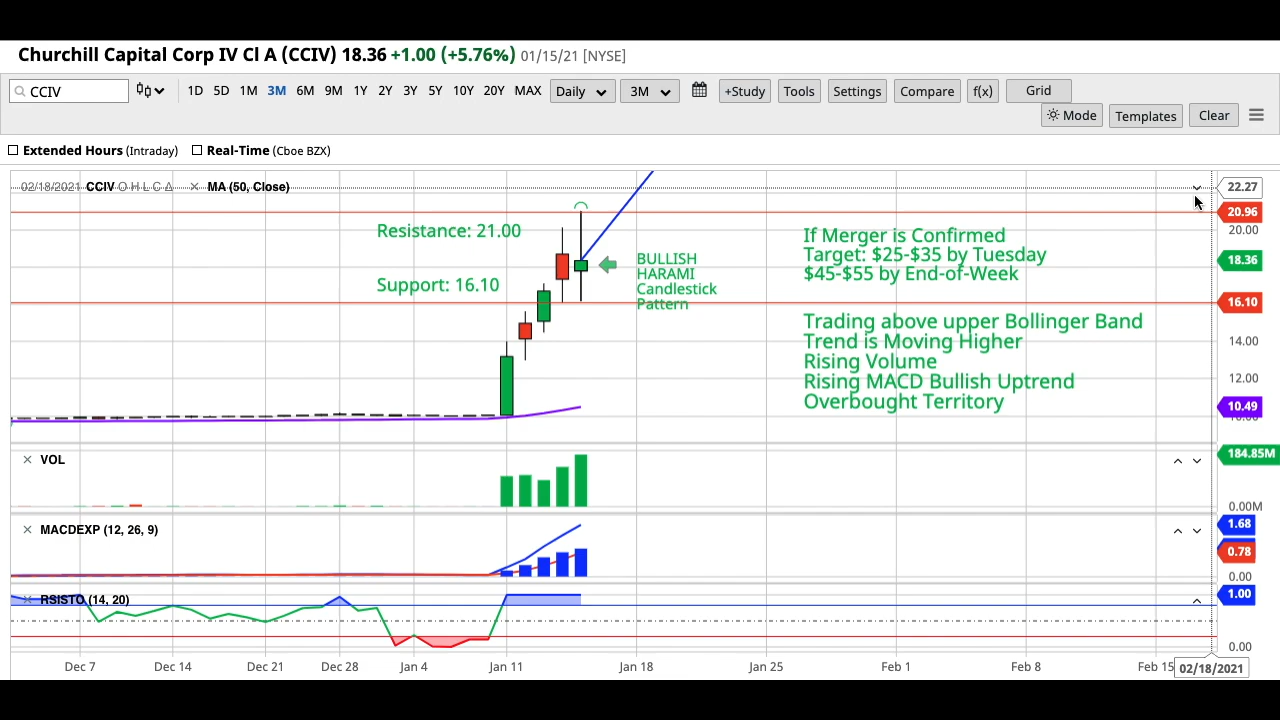 Churchill Capital Corp IV Cl A (CCIV) 18.36 +1.00 (+5.76%) 01/15/21 [NYSE]
CCIV 1D 5D 1M 3M 6M 9M 1Y 2Y 3Y 5Y 10Y 20Y MAX Daily 3M +Study Tools Settings Compare f(x) Grid
Mode Templates Clear
Extended Hours (Intraday) Real-Time (Cboe BZX)
02/18/2021 CCIV O H L C Δ MA (50, Close) 22.27
20.96
Resistance: 21.00 20.00
If Merger is Confirmed
Target: $25-$35 by Tuesday
$45-$55 by End-of-Week
BULLISH
HARAMI
Candlestick
Pattern
18.36
Support: 16.10
16.10
Trading above upper Bollinger Band
Trend is Moving Higher
Rising Volume
Rising MACD Bullish Uptrend
Overbought Territory
14.00
12.00
10.49
VOL 184.85M
0.00M
MACDEXP (12, 26, 9) 1.68
0.78
0.00
RSISTO (14, 20) 1.00
0.00
Dec 7 Dec 14 Dec 21 Dec 28 Jan 4 Jan 11 Jan 18 Jan 25 Feb 1 Feb 8 Feb 15 02/18/2021